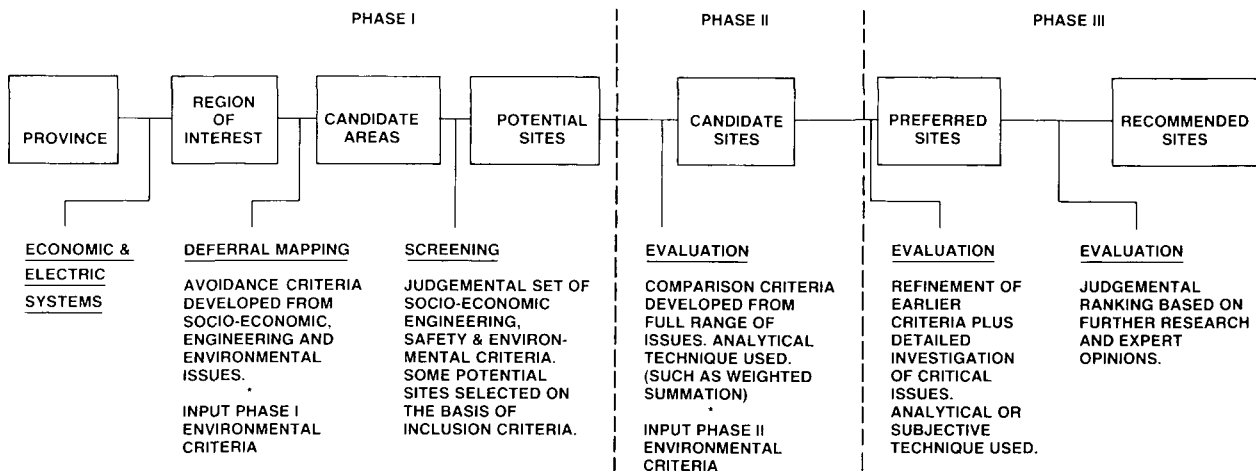 PHASE I
PHASE II
PHASE III
PROVINCE
REGION
OF
INTEREST
CANDIDATE
AREAS
POTENTIAL
SITES
CANDIDATE
SITES
PREFERRED
SITES
RECOMMENDED
SITES
ECONOMIC &
ELECTRIC
SYSTEMS
DEFERRAL MAPPING
AVOIDANCE CRITERIA
DEVELOPED FROM
SOCIO-ECONOMIC,
ENGINEERING AND
ENVIRONMENTAL
ISSUES.
*
INPUT PHASE I
ENVIRONMENTAL
CRITERIA
SCREENING
JUDGEMENTAL SET OF
SOCIO-ECONOMIC
ENGINEERING,
SAFETY & ENVIRON-
MENTAL CRITERIA.
SOME POTENTIAL
SITES SELECTED ON
THE BASIS OF
INCLUSION CRITERIA.
EVALUATION
COMPARISON CRITERIA
DEVELOPED FROM
FULL RANGE OF
ISSUES. ANALYTICAL
TECHNIQUE USED.
(SUCH AS WEIGHTED
SUMMATION)
*
INPUT PHASE II
ENVIRONMENTAL
CRITERIA
EVALUATION
REFINEMENT OF
EARLIER
CRITERIA PLUS
DETAILED
INVESTIGATION
OF CRITICAL
ISSUES.
ANALYTICAL OR
SUBJECTIVE
TECHNIQUE USED.
EVALUATION
JUDGEMENTAL
RANKING BASED ON
FURTHER RESEARCH
AND EXPERT
OPINIONS.